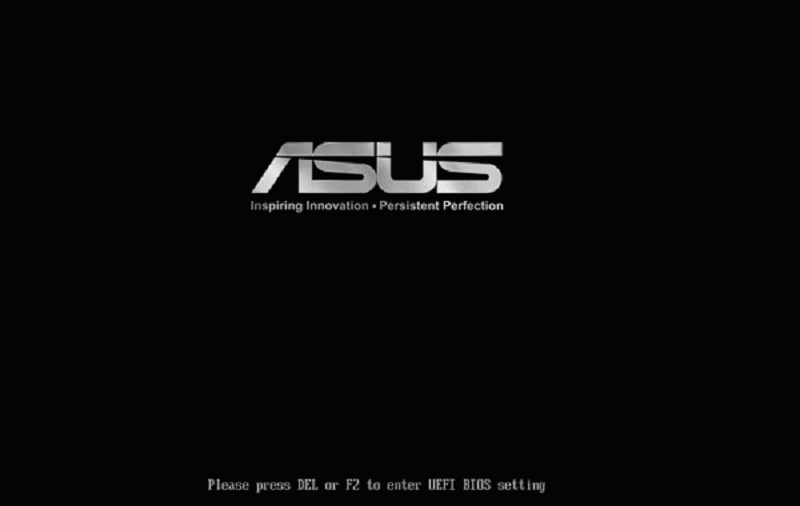 ASUS
Inspiring Innovation • Persistent Perfection
Please press DEL or F2 to enter UEFI BIOS setting